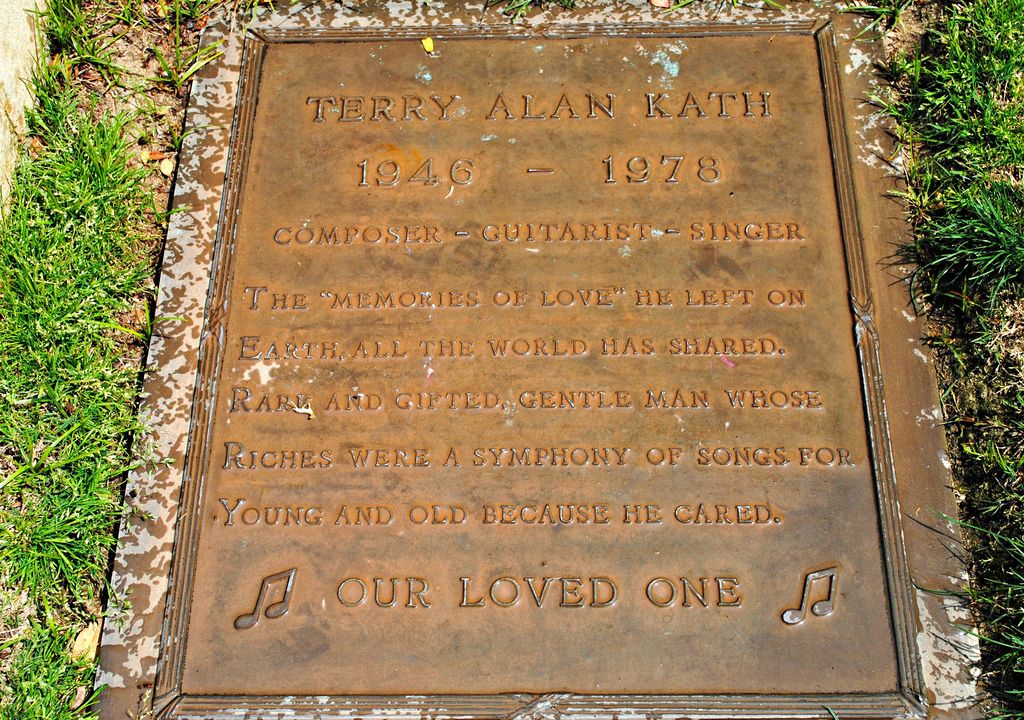 TERRY ALAN KATH
1946 - 1978
COMPOSER - GUITARIST - SINGER
THE "MEMORIES OF LOVE" HE LEFT ON
EARTH, ALL THE WORLD HAS SHARED.
RARE AND GIFTED, GENTLE MAN WHOSE
RICHES WERE A SYMPHONY OF SONGS FOR
YOUNG AND OLD BECAUSE HE CARED.
OUR LOVED ONE